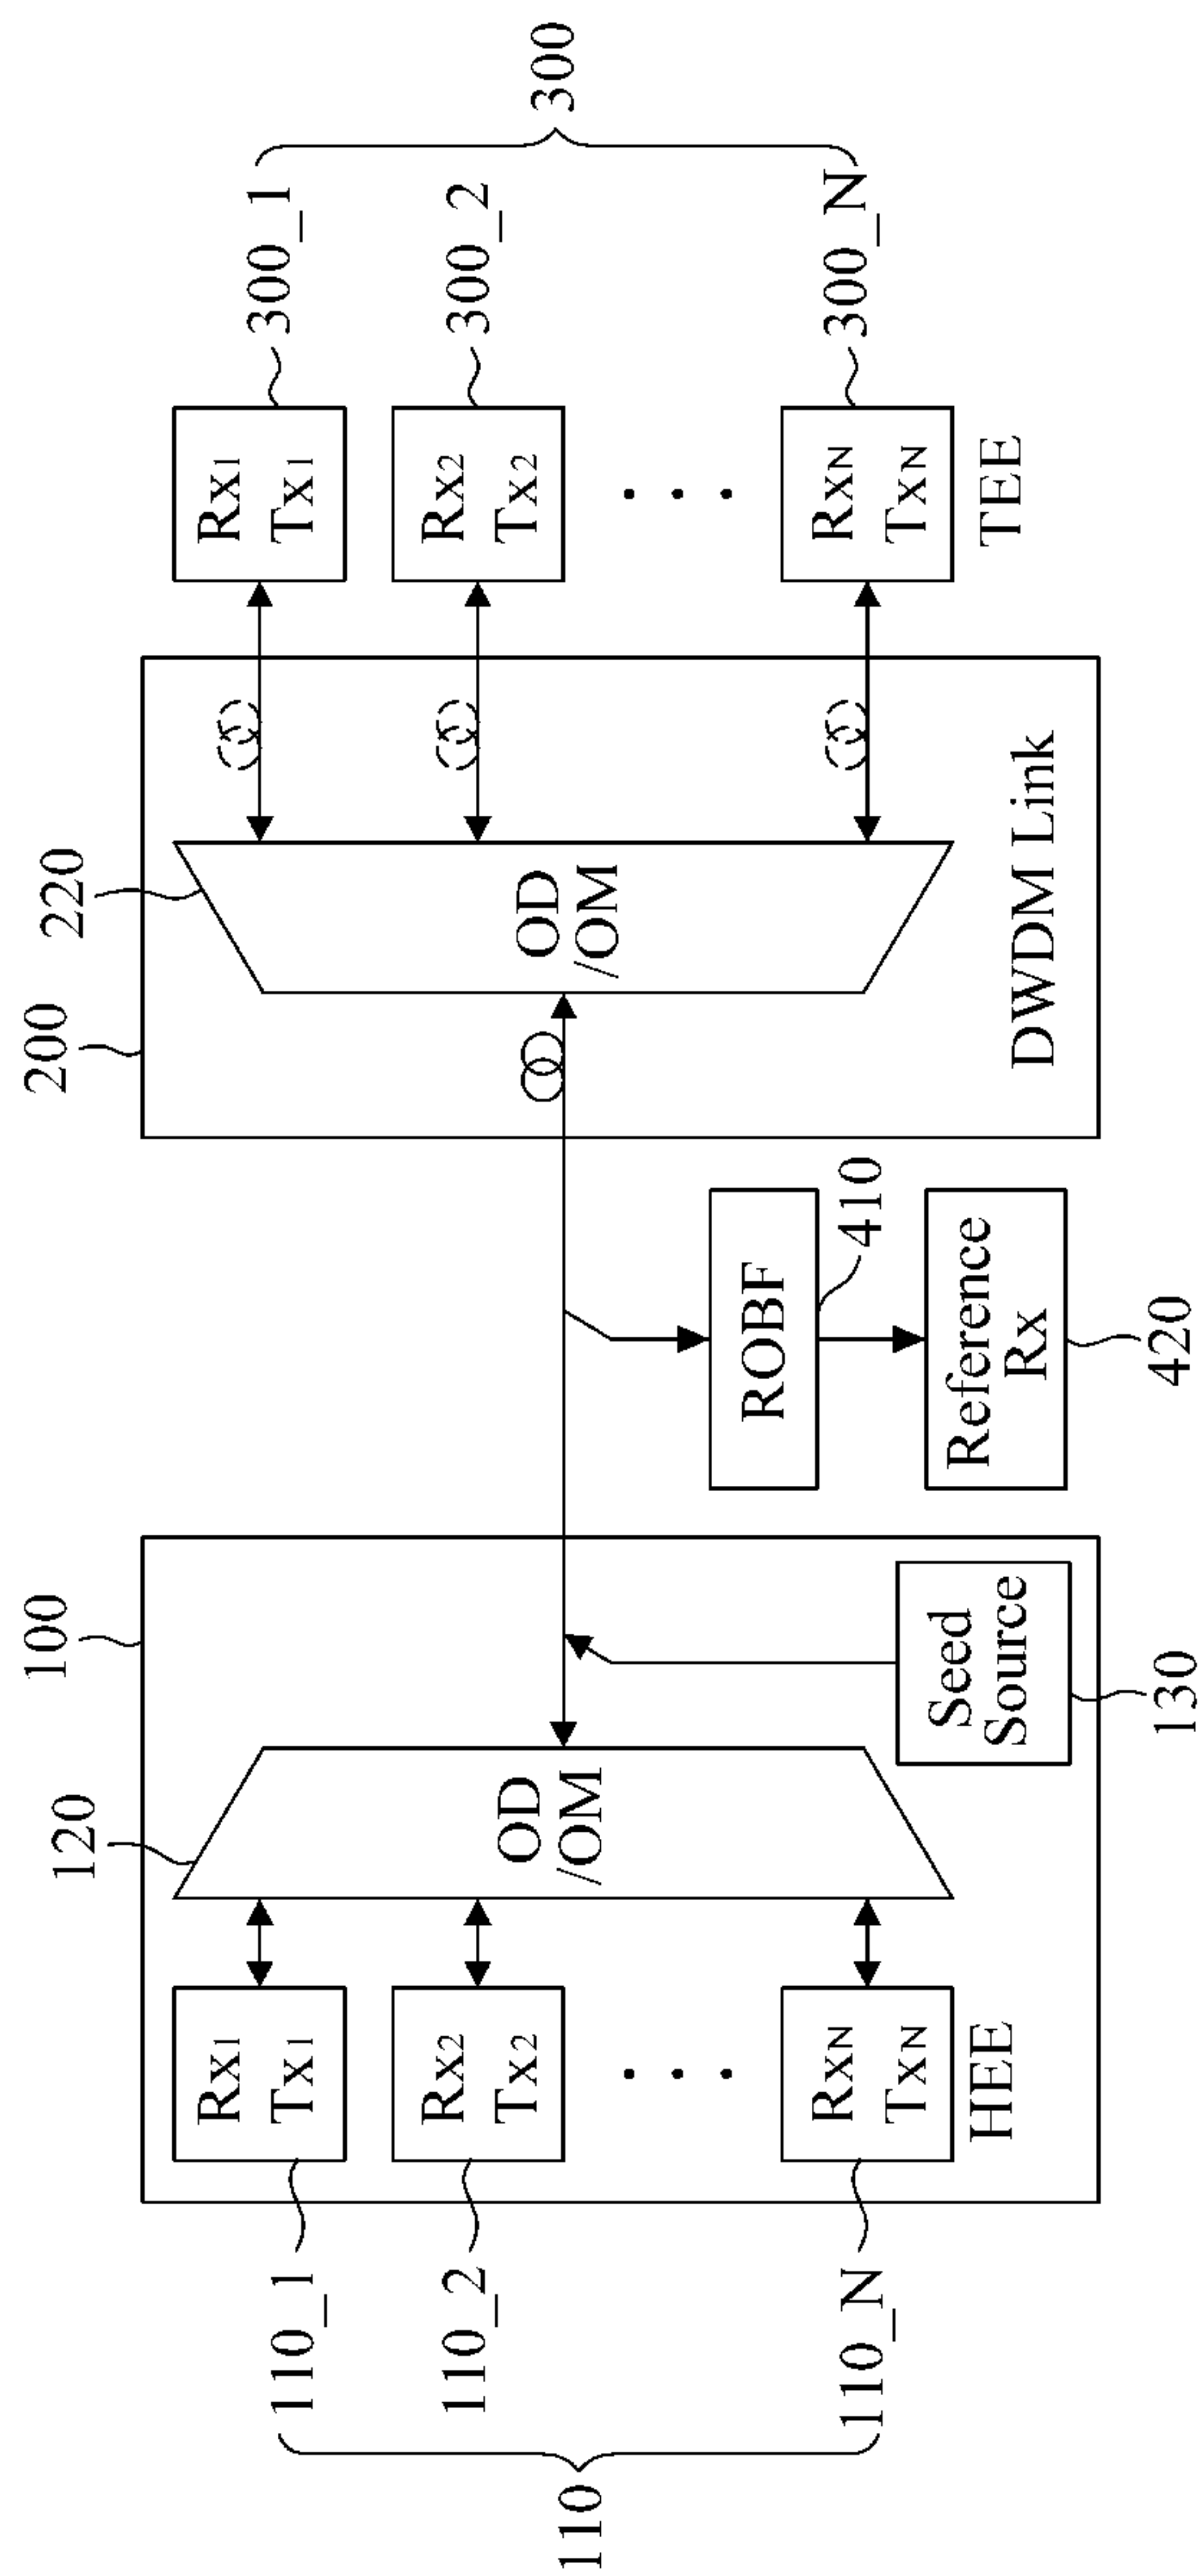 100
200
120
220
110_1
Rx1
Tx1
Rx1
Tx1
300_1
110
110_2
Rx2
Tx2
OD
/OM
OD
/OM
Rx2
Tx2
300_2
300
ROBF
410
110_N
RxN
TxN
RxN
TxN
300_N
HEE
Seed
Source
130
Reference
Rx
420
DWDM Link
TEE